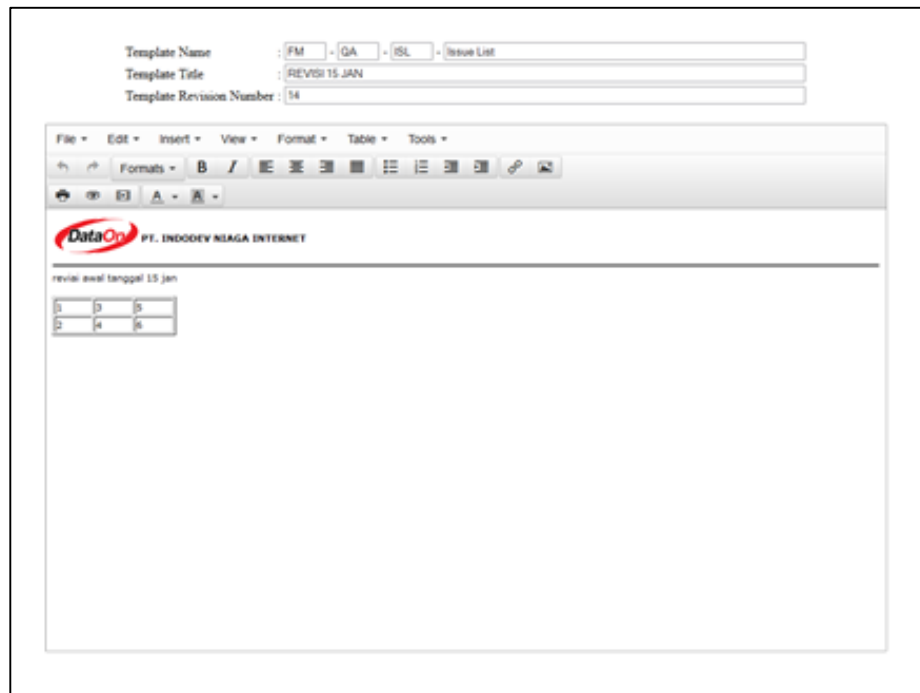 Template Name : FM - QA - ISL - Issue List
Template Title : REVISI 15 JAN
Template Revision Number : 14
File Edit Insert View Format Table Tools
Formats B I
A A
DataOn PT. INDODEV NIAGA INTERNET
revisi awal tanggal 15 jan
1 3 5
2 4 6